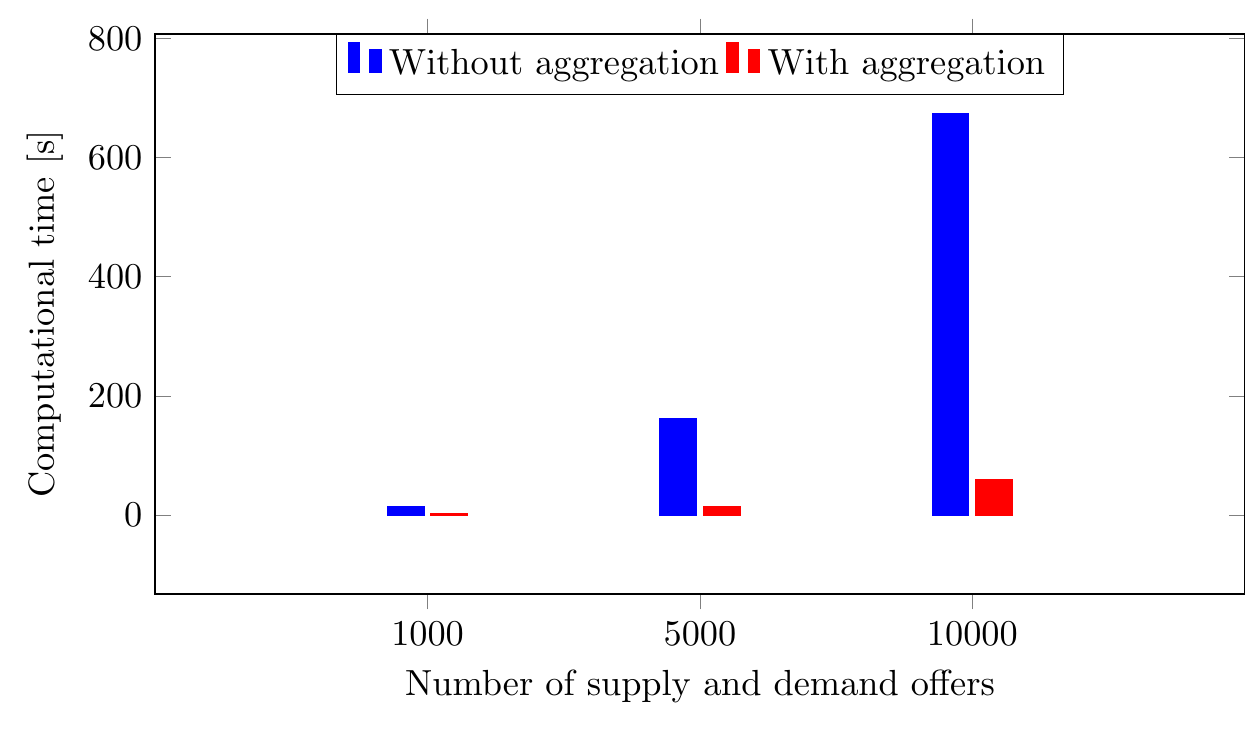 800
Without aggregation With aggregation
600
400
200
0
Computational time [s]
1000 5000 10000
Number of supply and demand offers